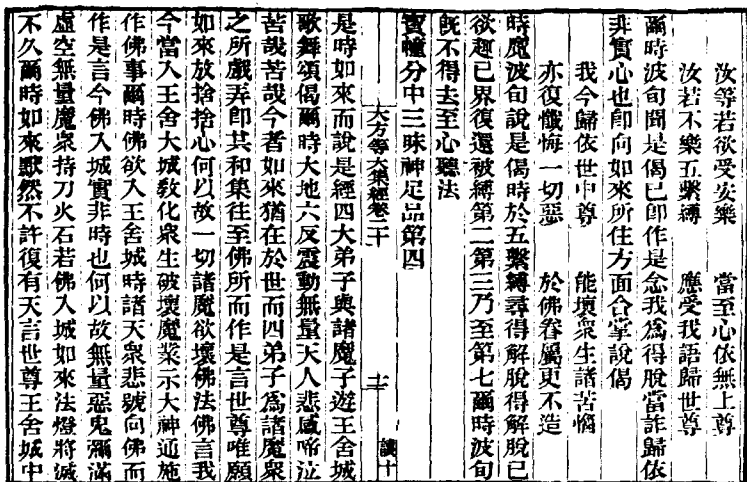 汝等若欲受安樂　當至心依無上尊
汝若不樂五繫縛　應受我語歸世尊
爾時波旬聞是偈已卽作是念我爲得脫當詐歸依
非實心也卽向如來所住方面合掌說偈
我今歸依世中尊　能壞衆生諸苦惱
亦復懺悔一切惡　於佛眷屬更不造
時魔波旬說是偈時於五繫縛尋得解脫得解脫已
欲趣已界復還被縛第二第三乃至第七爾時波旬
旣不得去至心聽法
寶幢分中三昧神足品第四
大方等大集經卷二十　十二　讓十
是時如來而說是經四大弟子與諸魔子遊王舍城
歌舞頌偈爾時大地六反震動無量天人悲感啼泣
苦哉苦哉今者如來猶在於世而四弟子爲諸魔衆
之所戲弄卽共和集往至佛所而作是言世尊唯願
如來放捨捨心何以故一切諸魔欲壞佛法佛言我
今當入王舍大城敎化衆生破壞魔業示大神通施
作佛事爾時佛欲入王舍城時諸天衆悲號向佛而
作是言今佛入城實非時也何以故無量惡鬼彌滿
虛空無量魔衆持刀火石若佛入城如來法燈將滅
不久爾時如來默然不許復有天言世尊王舍城中